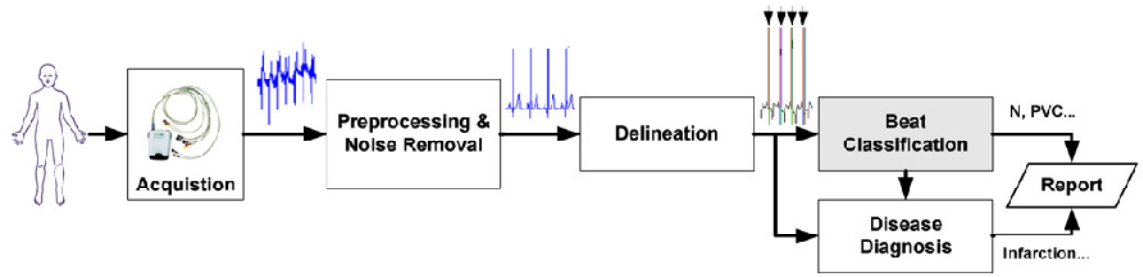 Acquistion
Preprocessing &
Noise Removal
Delineation
Beat
Classification
N, PVC...
Report
Disease
Diagnosis
Infarction...